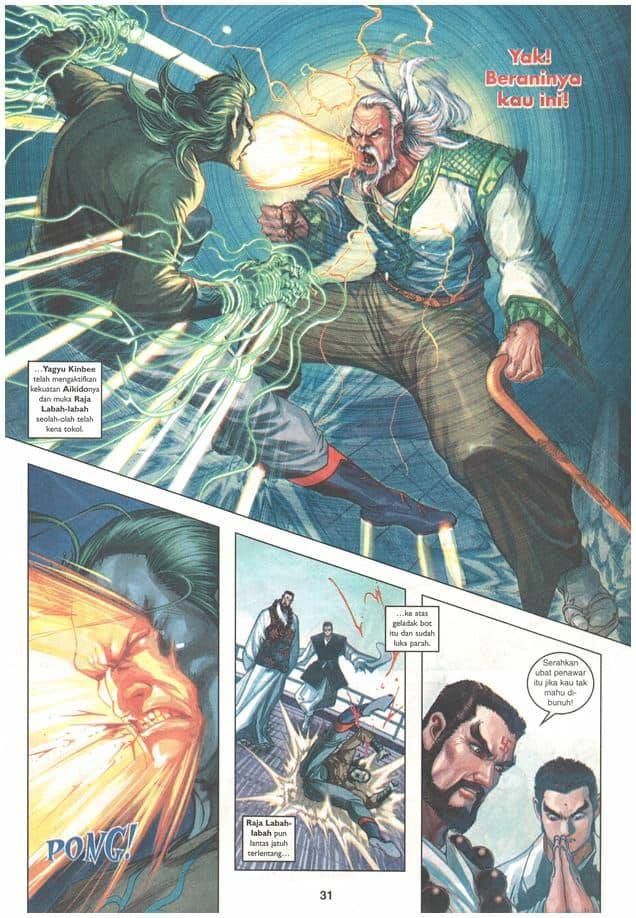 Yak!
Beraninya
kau ini!
...Yagyu Kinbee
telah mengaktifkan
kekuatan Aikidonya
dan muka Raja
Labah-labah
seolah-olah telah
kena tokol.
PONG!
Raja Labah-
labah pun
lantas jatuh
terlentang...
...ke atas
geladak bot
itu dan sudah
luka parah.
Serahkan
ubat penawar
itu jika kau tak
mahu di-
bunuh!
31